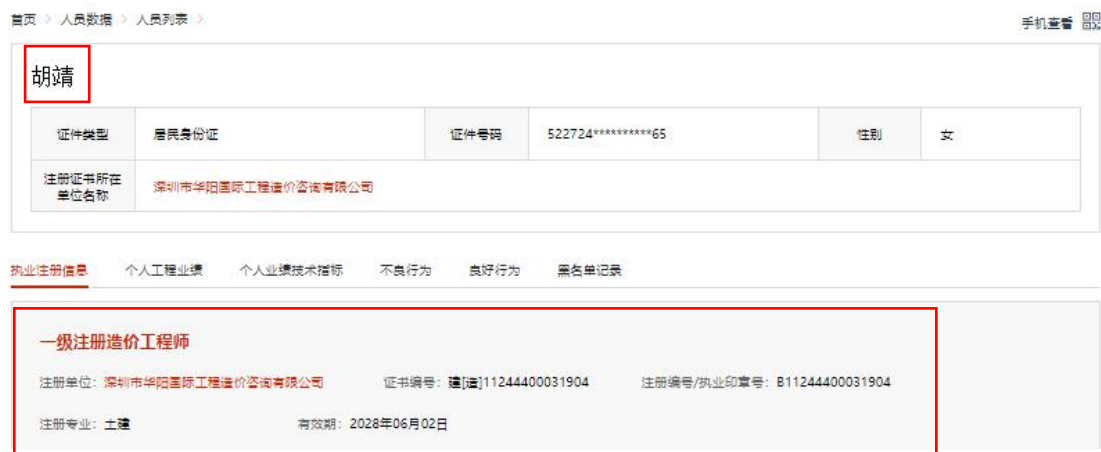 首页 > 人员数据 > 人员列表 >
手机查看
胡靖
证件类型 居民身份证 证件号码 522724**********65 性别 女
注册证书所在
单位名称 深圳市华阳国际工程造价咨询有限公司
执业注册信息 个人工程业绩 个人业绩技术指标 不良行为 良好行为 黑名单记录
一级注册造价工程师
注册单位：深圳市华阳国际工程造价咨询有限公司 证书编号：建[造]11244400031904 注册编号/执业印章号：B11244400031904
注册专业：土建 有效期：2028年06月02日